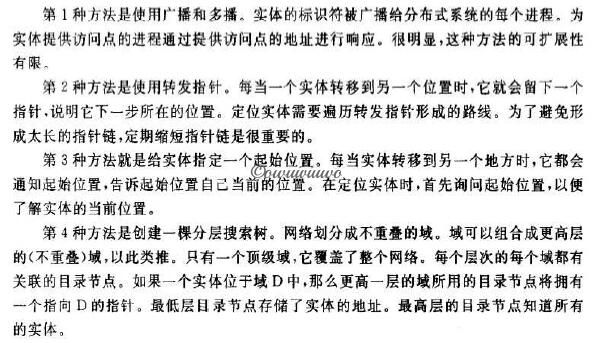 第 1 种方法是使用广播和多播。实体的标识符被广播给分布式系统的每个进程。为
实体提供访问点的进程通过提供访问点的地址进行响应。很明显,这种方法的可扩展性
有限。
第 2 种方法是使用转发指针。每当一个实体转移到另一个位置时,它就会留下一个
指针,说明它下一步所在的位置。定位实体需要遍历转发指针形成的路线。为了避免形
成太长的指针链,定期缩短指针链是很重要的。
第 3 种方法就是给实体指定一个起始位置。每当实体转移到另一个地方时,它都会
通知起始位置,告诉起始位置自己当前的位置。在定位实体时,首先询问起始位置,以便
了解实体的当前位置。
第 4 种方法是创建一棵分层搜索树。网络划分成不重叠的域。域可以组合成更高层
的(不重叠)域,以此类推。只有一个顶级域,它覆盖了整个网络。每个层次的每个域都有
关联的目录节点。如果一个实体位于域 D 中,那么更高一层的域所用的目录节点将拥有
一个指向 D 的指针。最低层目录节点存储了实体的地址。最高层的目录节点知道所有
的实体。